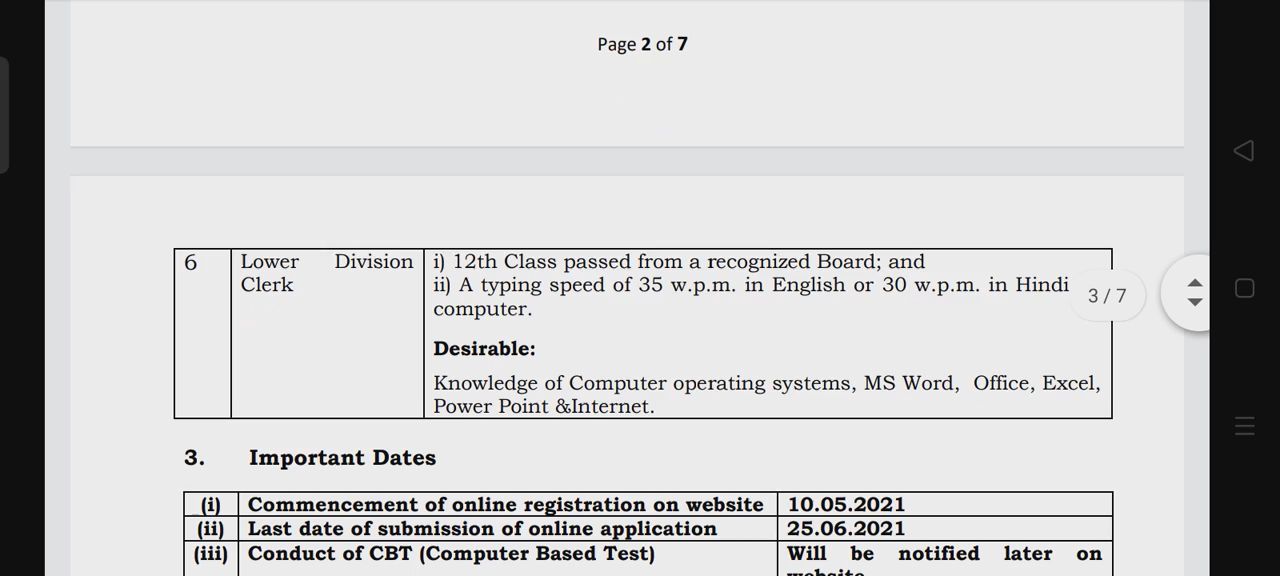 Page 2 of 7
6 Lower Division i) 12th Class passed from a recognized Board; and
Clerk ii) A typing speed of 35 w.p.m. in English or 30 w.p.m. in Hindi
computer.
Desirable:
Knowledge of Computer operating systems, MS Word, Office, Excel,
Power Point &Internet.
3 / 7
3. Important Dates
(i) Commencement of online registration on website 10.05.2021
(ii) Last date of submission of online application 25.06.2021
(iii) Conduct of CBT (Computer Based Test) Will be notified later on
website